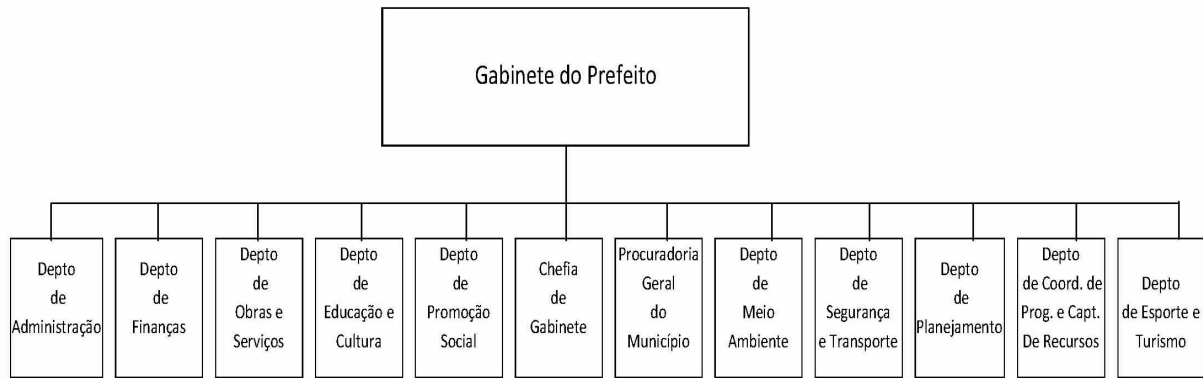 Gabinete do Prefeito
Depto
de
Administração
Depto
de
Finanças
Depto
de
Obras e
Serviços
Depto
de
Educação e
Cultura
Depto
de
Promoção
Social
Chefia
de
Gabinete
Procuradoria
Geral
do
Município
Depto
de
Meio
Ambiente
Depto
de
Segurança
e Transporte
Depto
de
Planejamento
Depto
de Coord. de
Prog. e Capt.
De Recursos
Depto
de Esporte e
Turismo